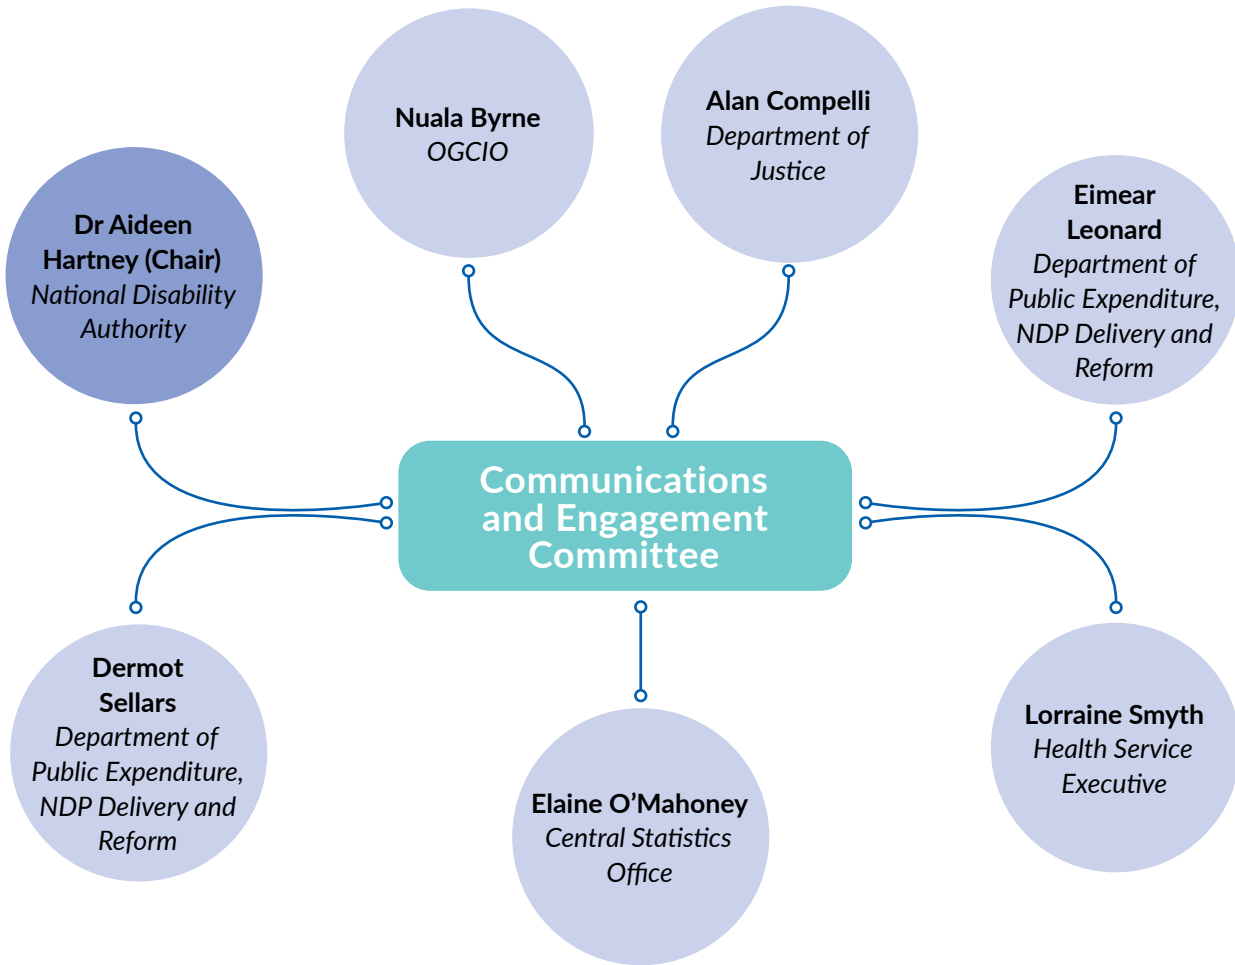 Nuala Byrne
OGCIO
Alan Compelli
Department of
Justice
Dr Aideen
Hartney (Chair)
National Disability
Authority
Eimear
Leonard
Department of
Public Expenditure,
NDP Delivery and
Reform
Communications
and Engagement
Committee
Dermot
Sellars
Department of
Public Expenditure,
NDP Delivery and
Reform
Elaine O’Mahoney
Central Statistics
Office
Lorraine Smyth
Health Service
Executive